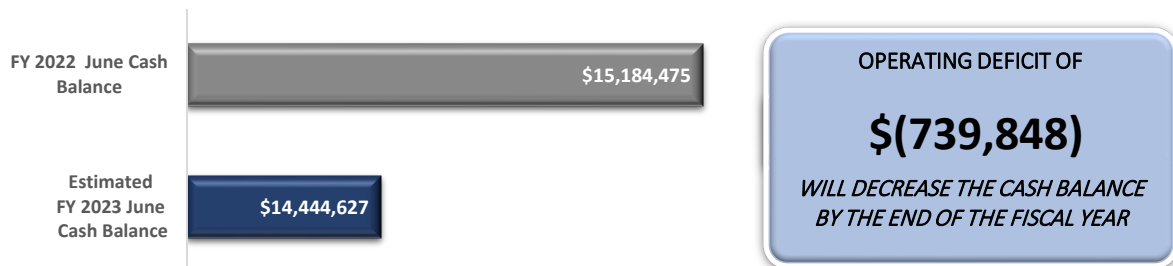 FY 2022  June Cash
Balance
$15,184,475
Estimated
FY 2023 June
Cash Balance
$14,444,627
OPERATING DEFICIT OF
$(739,848)
WILL DECREASE THE CASH BALANCE
BY THE END OF THE FISCAL YEAR